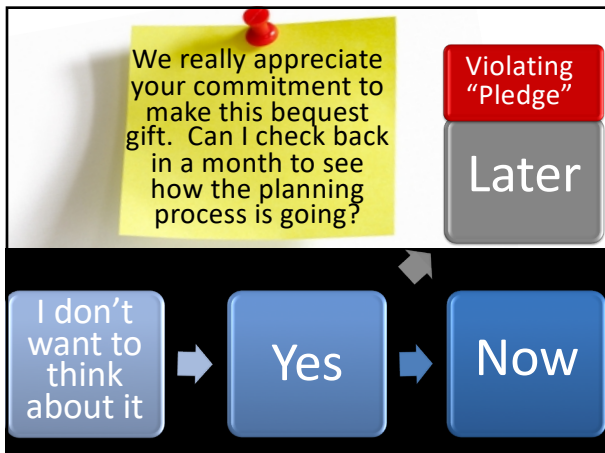 We really appreciate
your commitment to
make this bequest
gift.  Can I check back
in a month to see
how the planning
process is going?
Violating
“Pledge”
Later
I don’t
want to
think
about it
Yes
Now